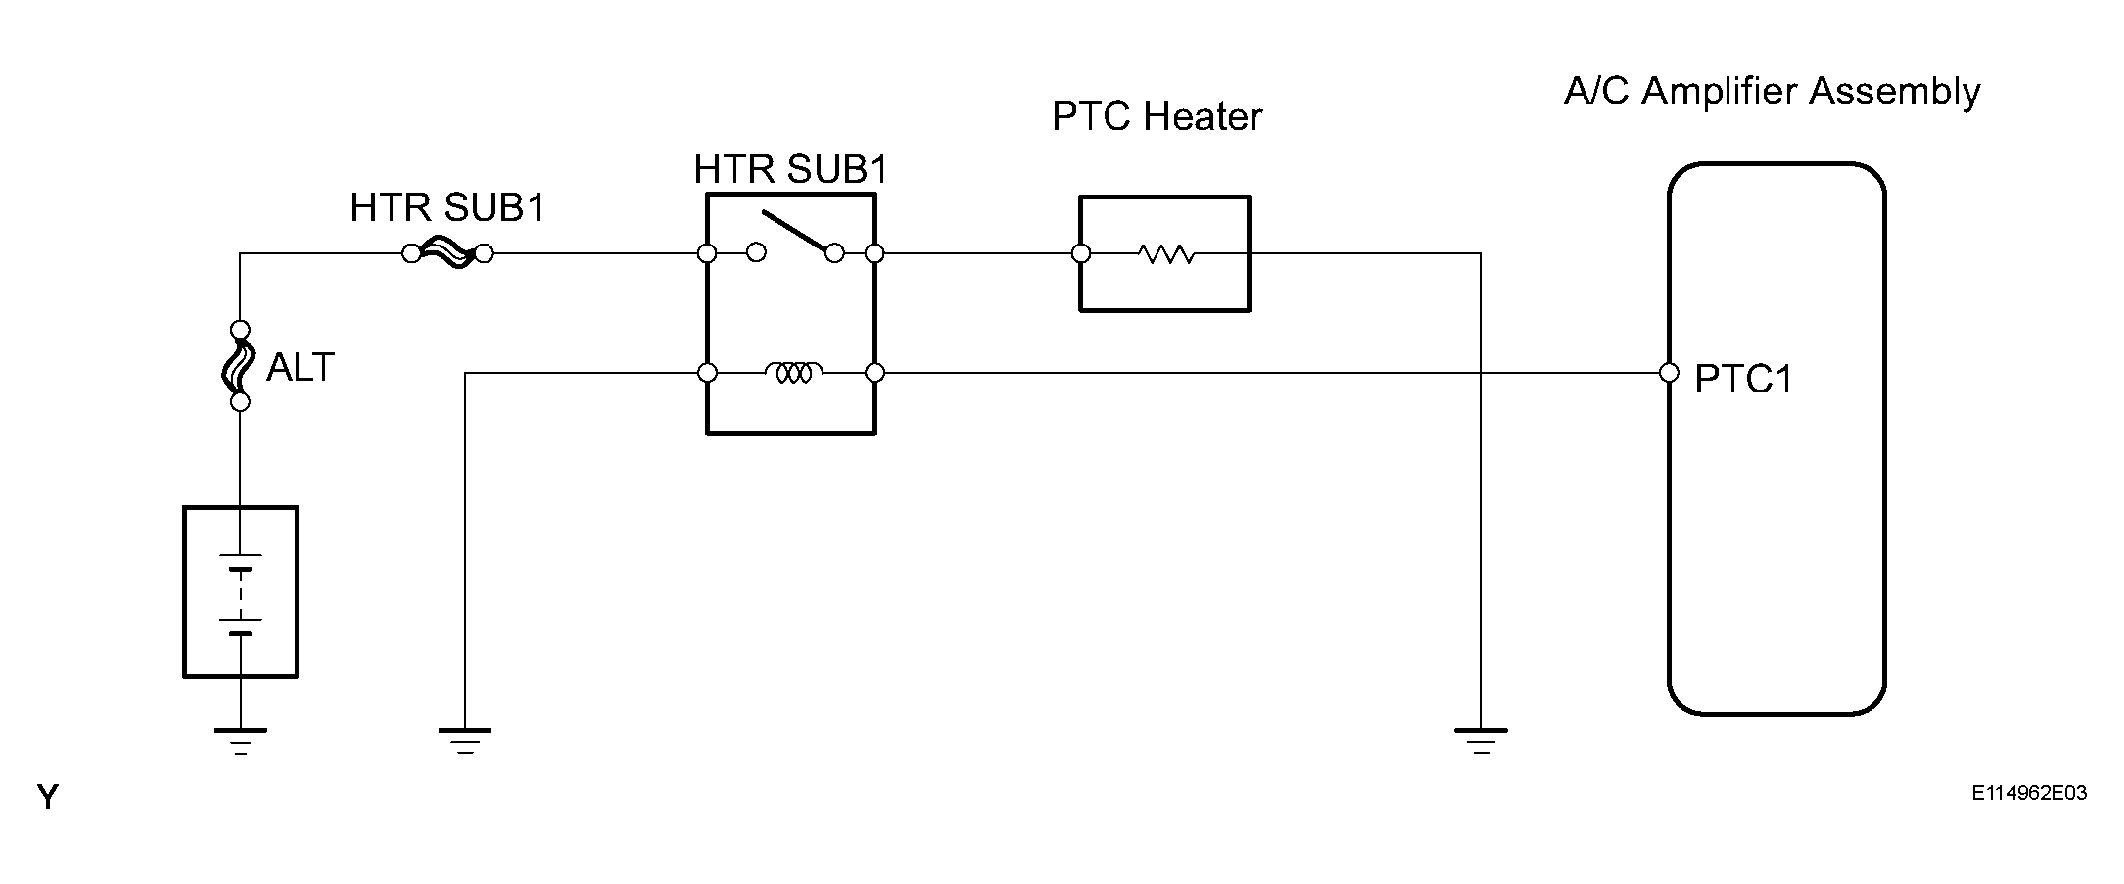 A/C Amplifier Assembly
PTC Heater
HTR SUB1
HTR SUB1
ALT
PTC1
Y
E114962E03